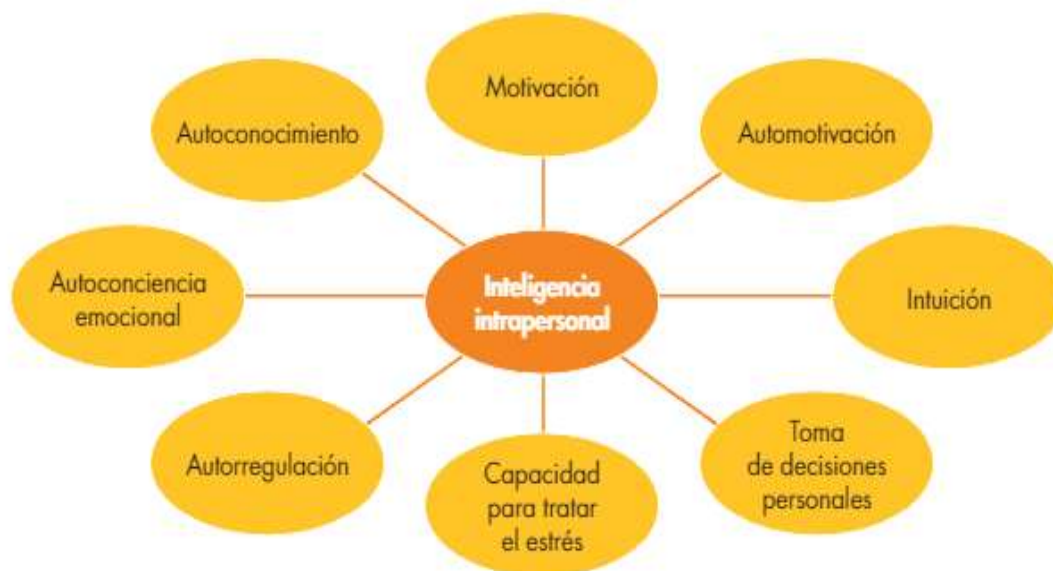 Motivación
Autoconocimiento
Automotivación
Autoconciencia
emocional
Inteligencia
intrapersonal
Intuición
Autorregulación
Capacidad
para tratar
el estrés
Toma
de decisiones
personales